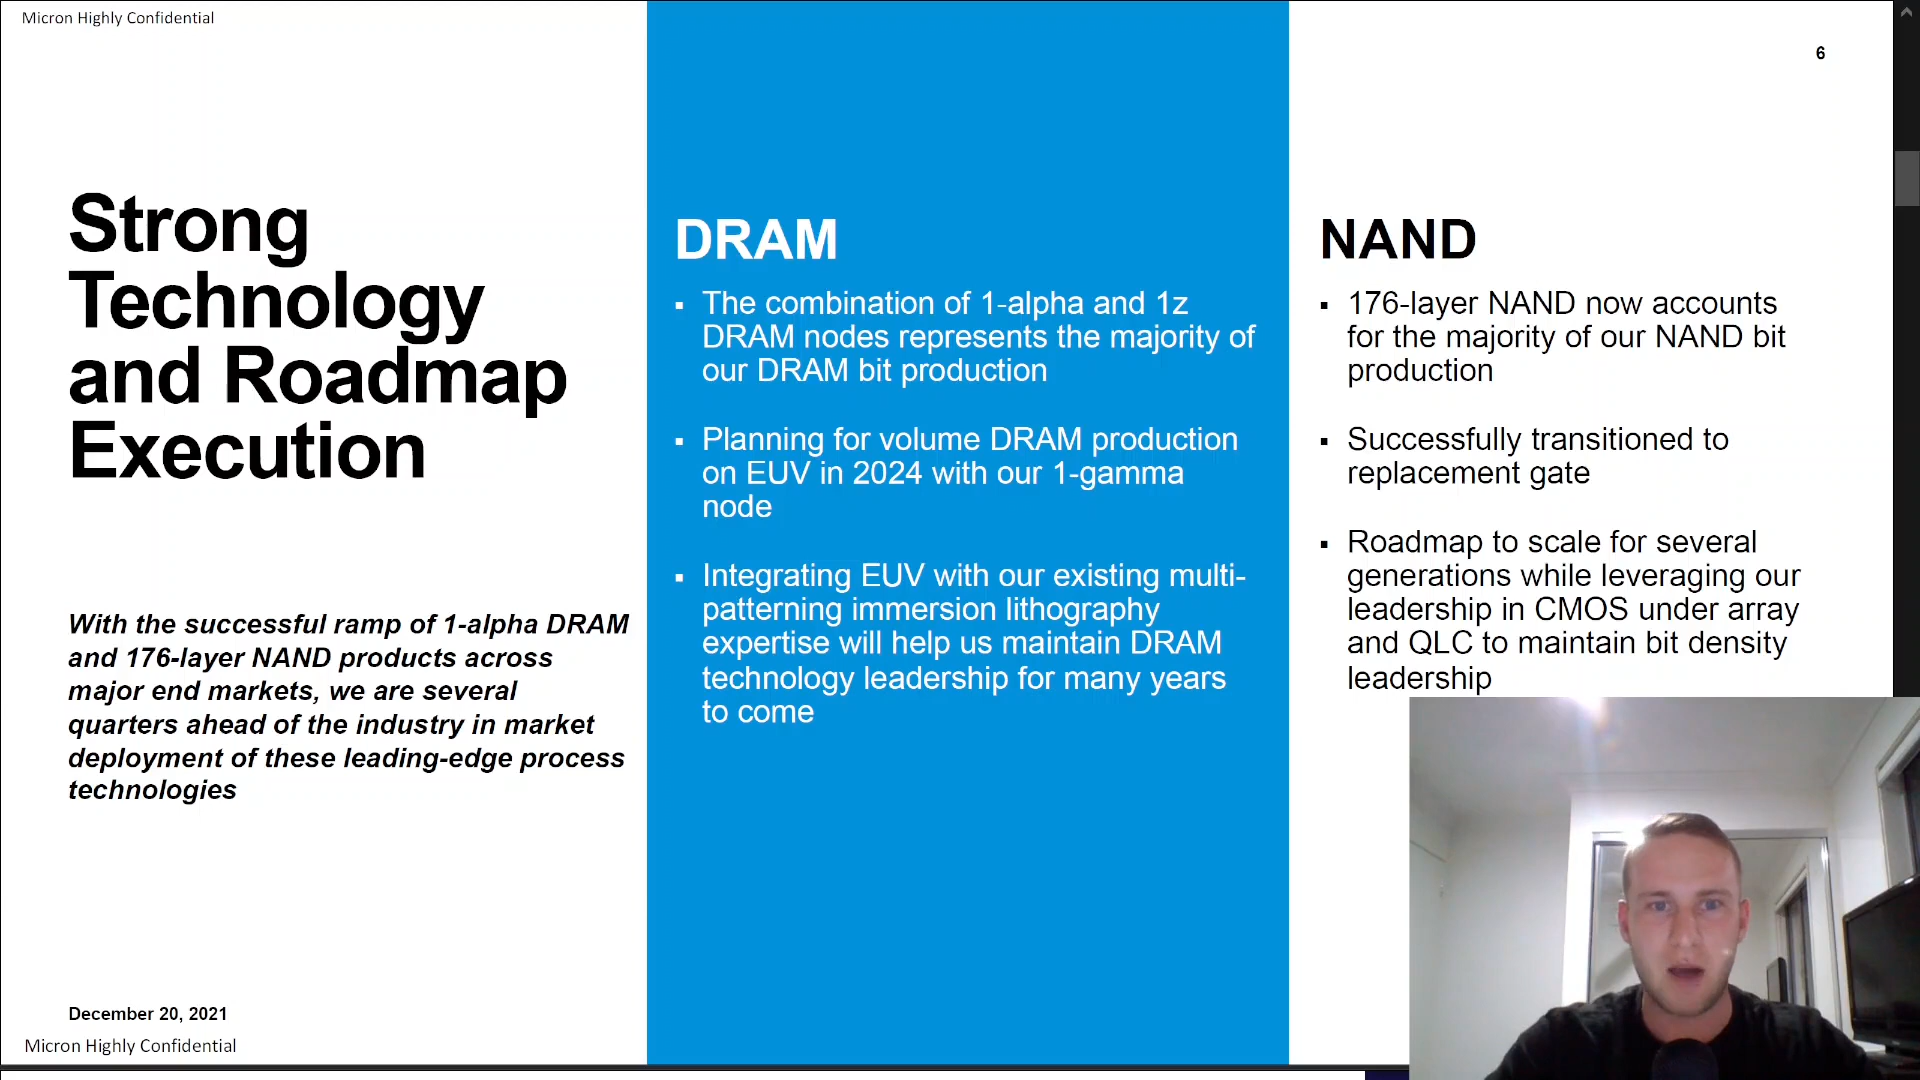 Micron Highly Confidential
6
Strong
Technology
and Roadmap
Execution
With the successful ramp of 1-alpha DRAM
and 176-layer NAND products across
major end markets, we are several
quarters ahead of the industry in market
deployment of these leading-edge process
technologies
December 20, 2021
Micron Highly Confidential
DRAM
▪ The combination of 1-alpha and 1z
DRAM nodes represents the majority of
our DRAM bit production
▪ Planning for volume DRAM production
on EUV in 2024 with our 1-gamma
node
▪ Integrating EUV with our existing multi-
patterning immersion lithography
expertise will help us maintain DRAM
technology leadership for many years
to come
NAND
▪ 176-layer NAND now accounts
for the majority of our NAND bit
production
▪ Successfully transitioned to
replacement gate
▪ Roadmap to scale for several
generations while leveraging our
leadership in CMOS under array
and QLC to maintain bit density
leadership